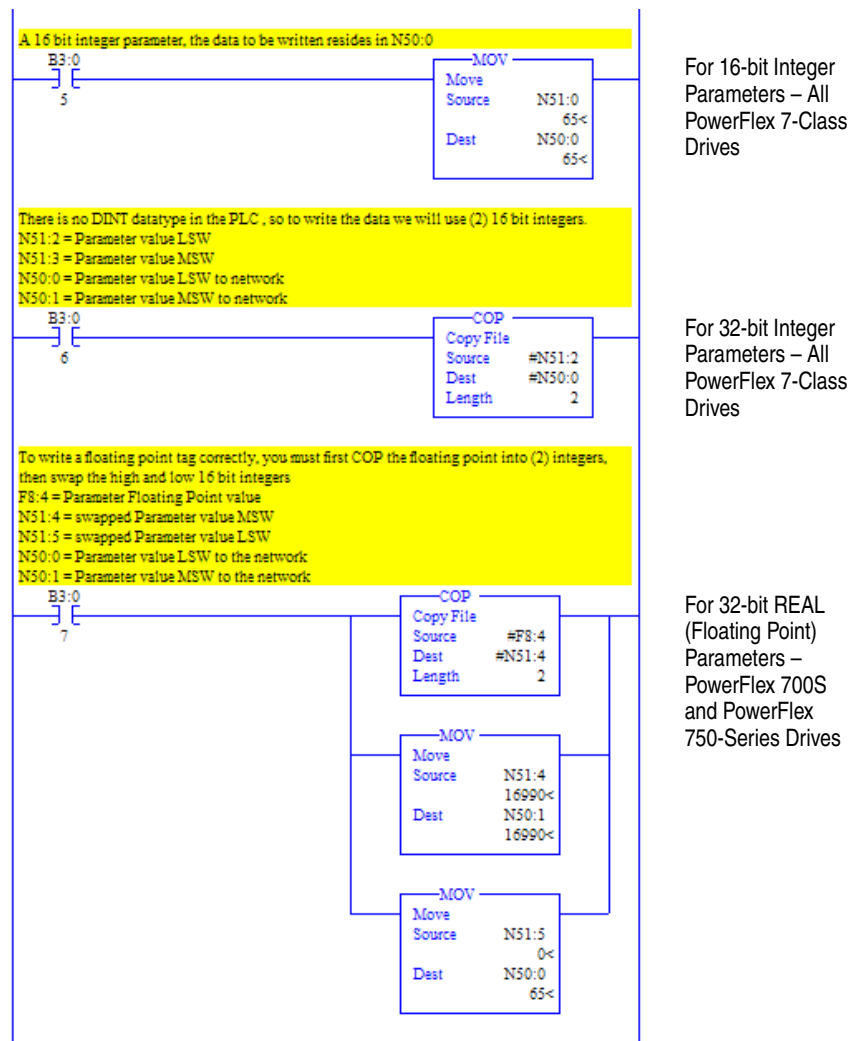 A 16 bit integer parameter, the data to be written resides in N50:0
B3:0
5
MOV
Move
Source N51:0
65<
Dest N50:0
65<
For 16-bit Integer
Parameters – All
PowerFlex 7-Class
Drives
There is no DINT datatype in the PLC , so to write the data we will use (2) 16 bit integers.
N51:2 = Parameter value LSW
N51:3 = Parameter value MSW
N50:0 = Parameter value LSW to network
N50:1 = Parameter value MSW to network
B3:0
6
COP
Copy File
Source #N51:2
Dest #N50:0
Length 2
For 32-bit Integer
Parameters – All
PowerFlex 7-Class
Drives
To write a floating point tag correctly, you must first COP the floating point into (2) integers,
then swap the high and low 16 bit integers
F8:4 = Parameter Floating Point value
N51:4 = swapped Parameter value MSW
N51:5 = swapped Parameter value LSW
N50:0 = Parameter value LSW to the network
N50:1 = Parameter value MSW to the network
B3:0
7
COP
Copy File
Source #F8:4
Dest #N51:4
Length 2
MOV
Move
Source N51:4
16990<
Dest N50:1
16990<
MOV
Move
Source N51:5
0<
Dest N50:0
65<
For 32-bit REAL
(Floating Point)
Parameters –
PowerFlex 700S
and PowerFlex
750-Series Drives